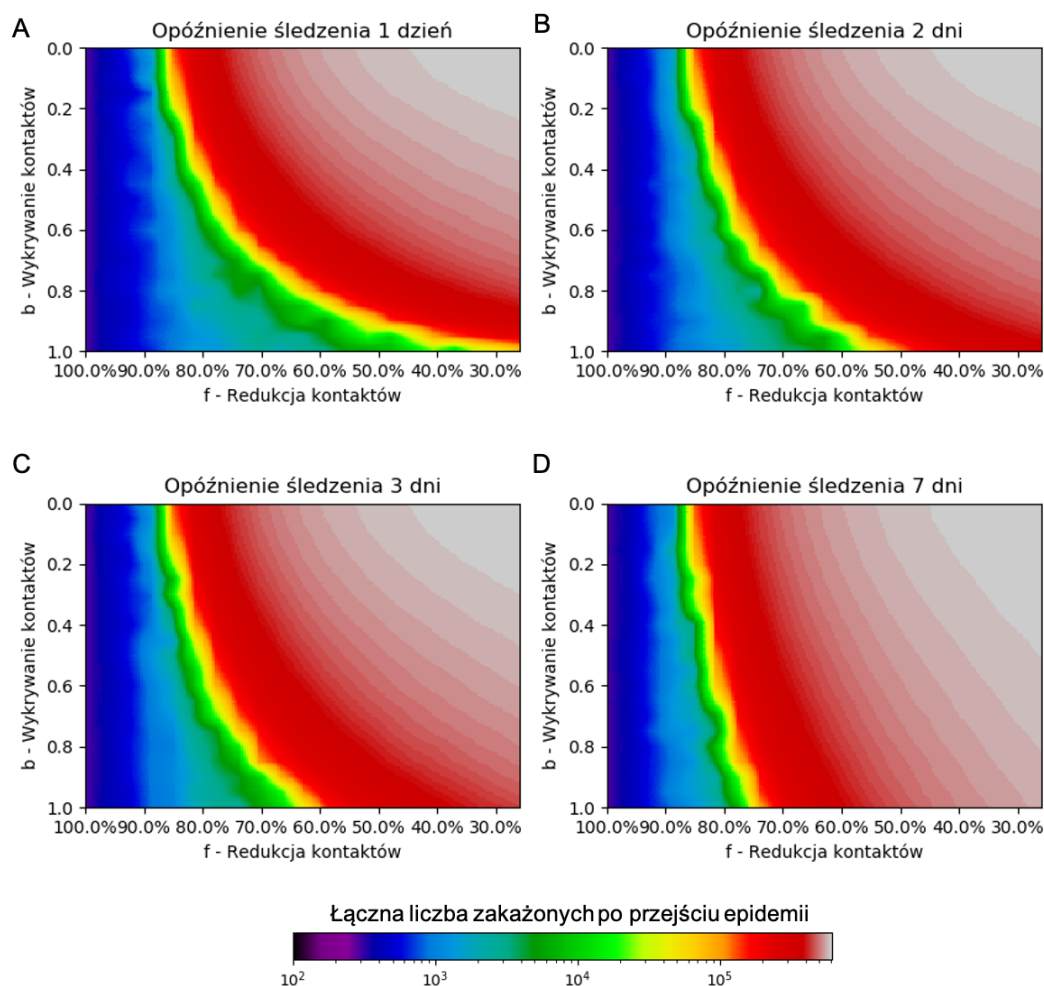 A
Opóźnienie śledzenia 1 dzień
0.0
0.2
0.4
0.6
0.8
1.0
b - Wykrywanie kontaktów
100.0% 90.0% 80.0% 70.0% 60.0% 50.0% 40.0% 30.0%
f - Redukcja kontaktów
B
Opóźnienie śledzenia 2 dni
0.0
0.2
0.4
0.6
0.8
1.0
b - Wykrywanie kontaktów
100.0% 90.0% 80.0% 70.0% 60.0% 50.0% 40.0% 30.0%
f - Redukcja kontaktów
C
Opóźnienie śledzenia 3 dni
0.0
0.2
0.4
0.6
0.8
1.0
b - Wykrywanie kontaktów
100.0% 90.0% 80.0% 70.0% 60.0% 50.0% 40.0% 30.0%
f - Redukcja kontaktów
D
Opóźnienie śledzenia 7 dni
0.0
0.2
0.4
0.6
0.8
1.0
b - Wykrywanie kontaktów
100.0% 90.0% 80.0% 70.0% 60.0% 50.0% 40.0% 30.0%
f - Redukcja kontaktów
Łączna liczba zakażonych po przejściu epidemii
10² 10³ 10⁴ 10⁵